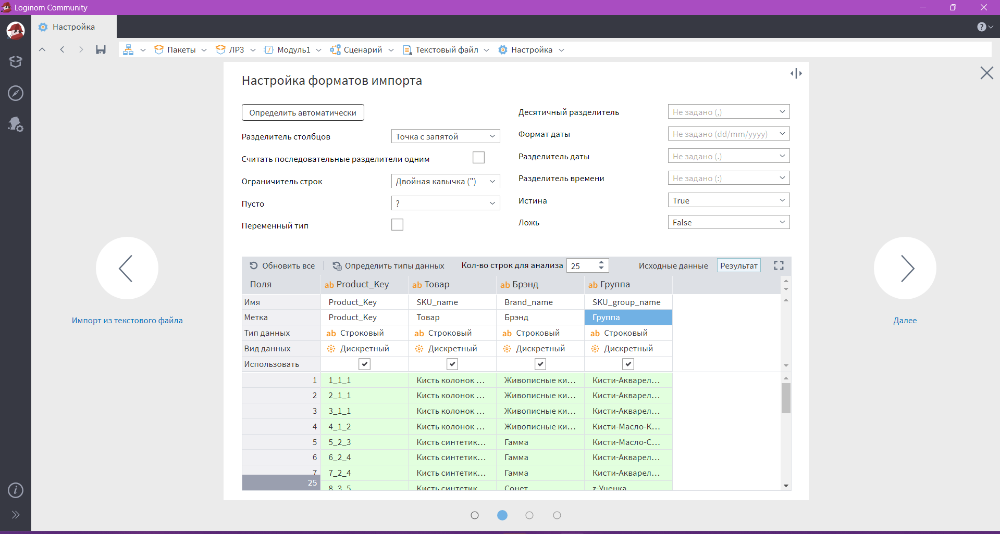 Loginom Community
Настройка
Пакеты ЛР3 Модуль1 Сценарий Текстовый файл Настройка
Настройка форматов импорта
Определить автоматически
Разделитель столбцов Точка с запятой
Считать последовательные разделители одним
Ограничитель строк Двойная кавычка (")
Пусто ?
Переменный тип
Десятичный разделитель Не задано (,)
Формат даты Не задано (dd/mm/yyyy)
Разделитель даты Не задано (.)
Разделитель времени Не задано (:)
Истина True
Ложь False
Обновить все Определить типы данных Кол-во строк для анализа 25 Исходные данные Результат
Поля ab Product_Key ab Товар ab Брэнд ab Группа
Имя Product_Key SKU_name Brand_name SKU_group_name
Метка Product_Key Товар Брэнд Группа
Тип данных ab Строковый ab Строковый ab Строковый ab Строковый
Вид данных Дискретный Дискретный Дискретный Дискретный
Использовать
1 1_1_1 Кисть колонок ... Живописные ки... Кисти-Акварел...
2 2_1_1 Кисть колонок ... Живописные ки... Кисти-Акварел...
3 3_1_1 Кисть колонок ... Живописные ки... Кисти-Акварел...
4 4_1_2 Кисть колонок ... Живописные ки... Кисти-Масло-К...
5 5_2_3 Кисть синтетик... Гамма Кисти-Масло-С...
6 6_2_4 Кисть синтетик... Гамма Кисти-Акварел...
7 7_2_4 Кисть синтетик... Гамма Кисти-Акварел...
25 8_3_5 Кисть синтетик Сонет z-Уценка
Импорт из текстового файла
Далее